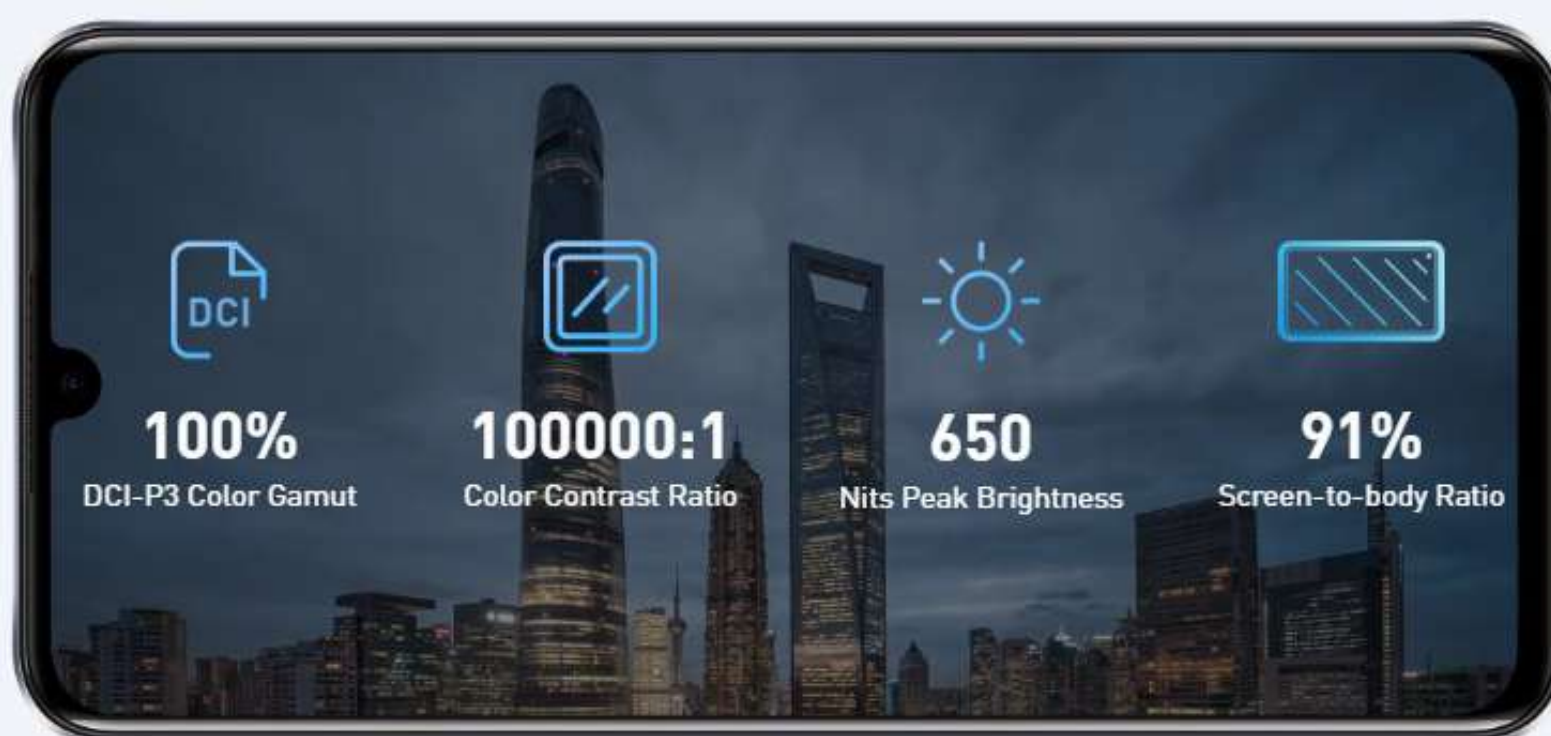 DCI
100%
DCI-P3 Color Gamut
100000:1
Color Contrast Ratio
650
Nits Peak Brightness
91%
Screen-to-body Ratio